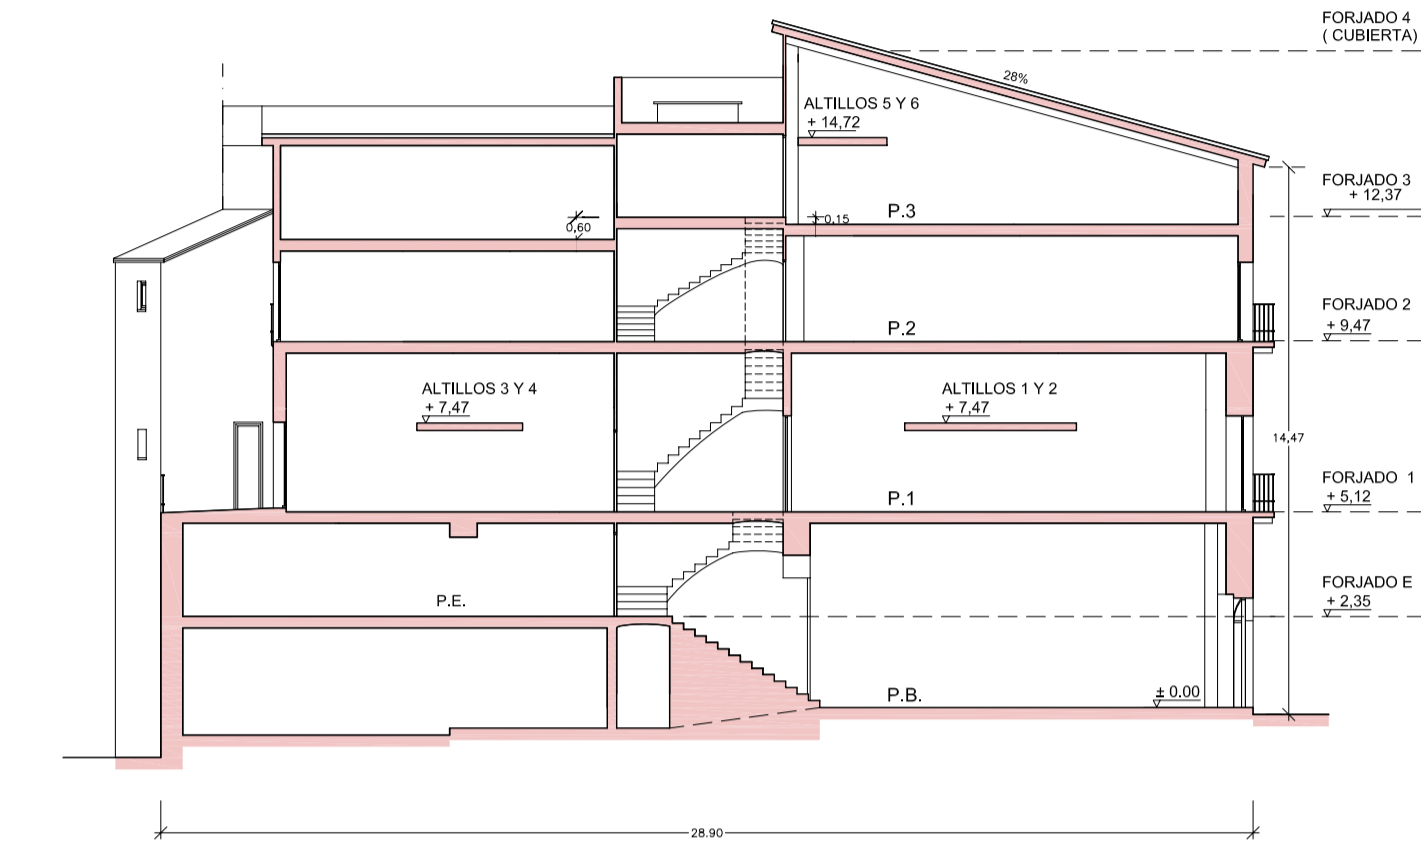 FORJADO 4
( CUBIERTA)
28%
ALTILLOS 5 Y 6
+ 14,72
FORJADO 3
+ 12,37
P.3
0,60
0.15
FORJADO 2
+ 9,47
P.2
ALTILLOS 3 Y 4
+ 7,47
ALTILLOS 1 Y 2
+ 7,47
14,47
FORJADO 1
+ 5,12
P.1
FORJADO E
+ 2,35
P.E.
P.B.
± 0.00
28.90